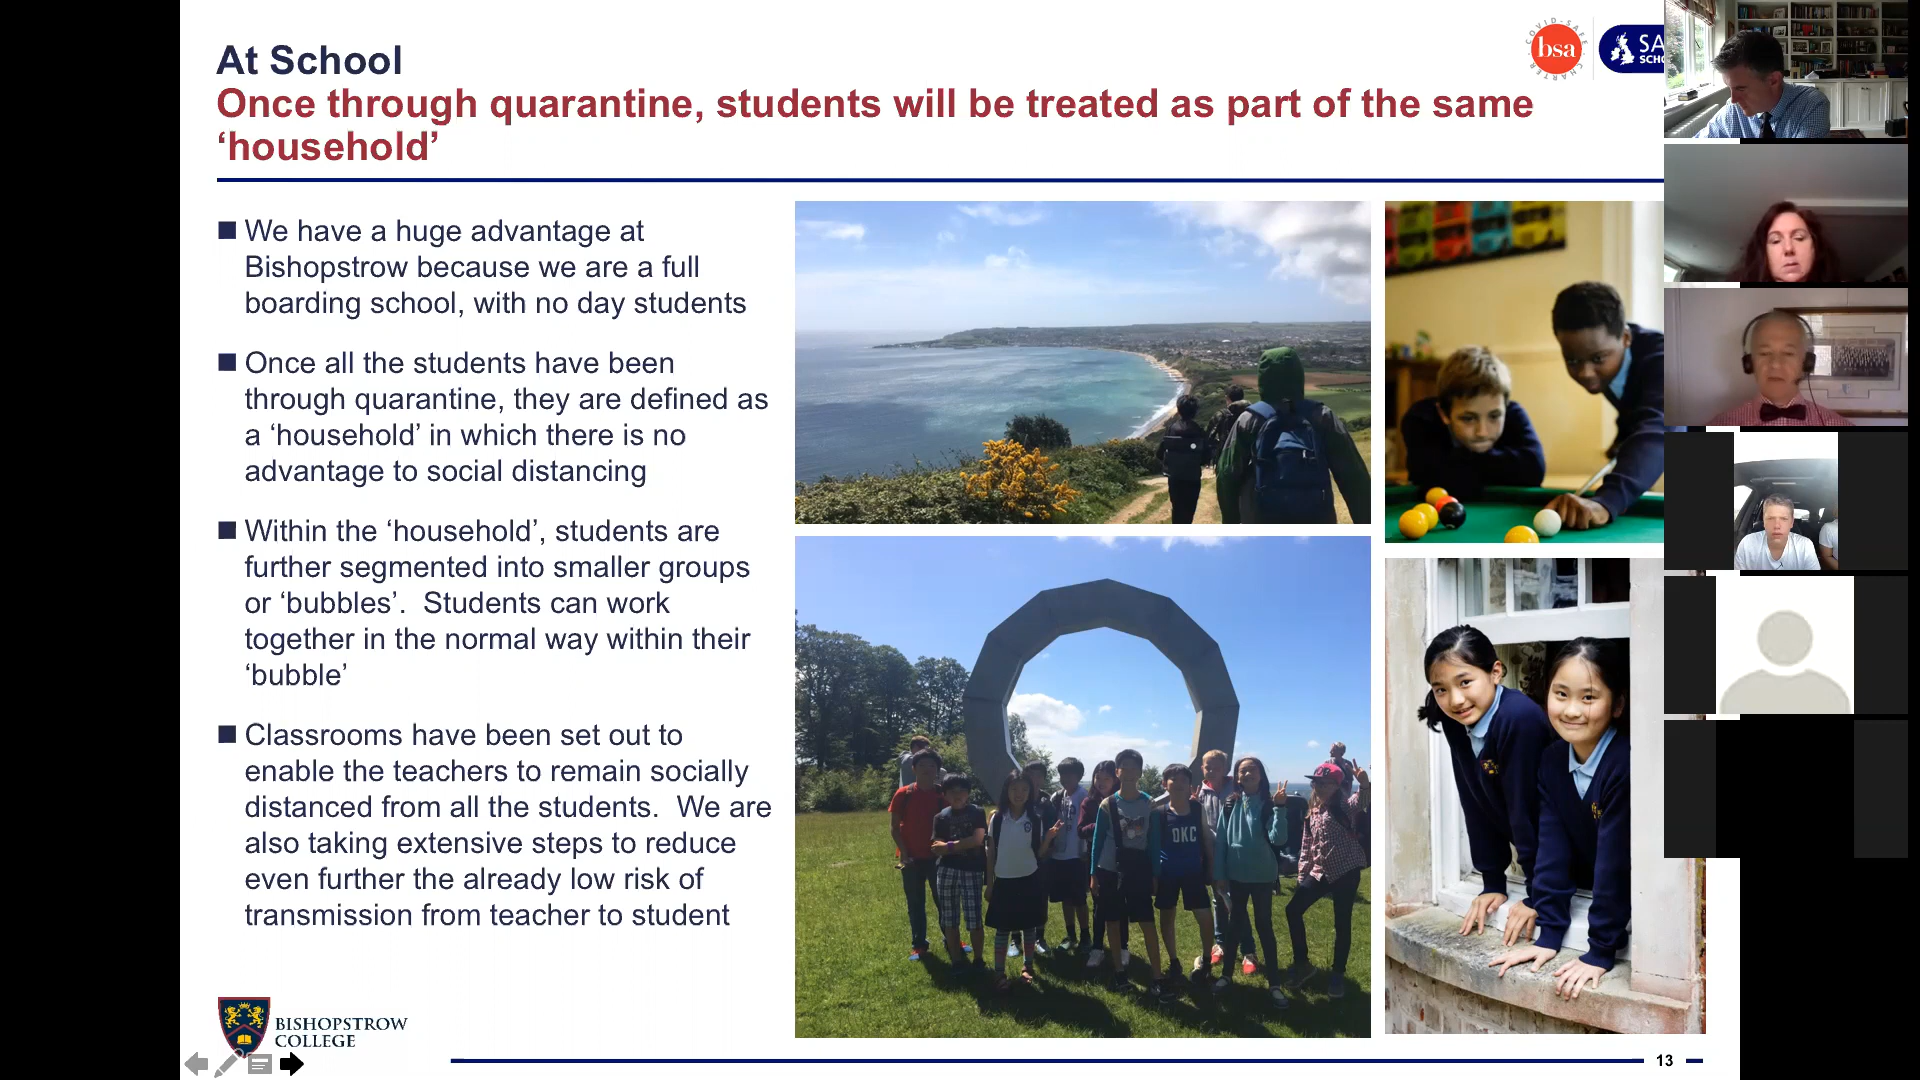 At School
Once through quarantine, students will be treated as part of the same
‘household’
COVID-SAFE
bsa
CHARTER
SA
SCHO
We have a huge advantage at
Bishopstrow because we are a full
boarding school, with no day students
Once all the students have been
through quarantine, they are defined as
a ‘household’ in which there is no
advantage to social distancing
Within the ‘household’, students are
further segmented into smaller groups
or ‘bubbles’.  Students can work
together in the normal way within their
‘bubble’
Classrooms have been set out to
enable the teachers to remain socially
distanced from all the students.  We are
also taking extensive steps to reduce
even further the already low risk of
transmission from teacher to student
DKC
BISHOPSTROW
COLLEGE
13